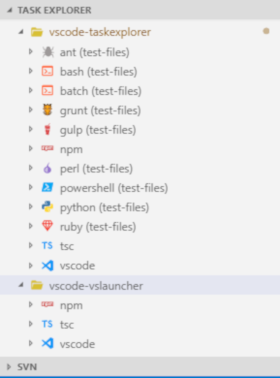 TASK EXPLORER
vscode-taskexplorer
ant (test-files)
bash (test-files)
batch (test-files)
grunt (test-files)
gulp (test-files)
npm
perl (test-files)
powershell (test-files)
python (test-files)
ruby (test-files)
TS tsc
vscode
vscode-vslauncher
npm
TS tsc
vscode
SVN